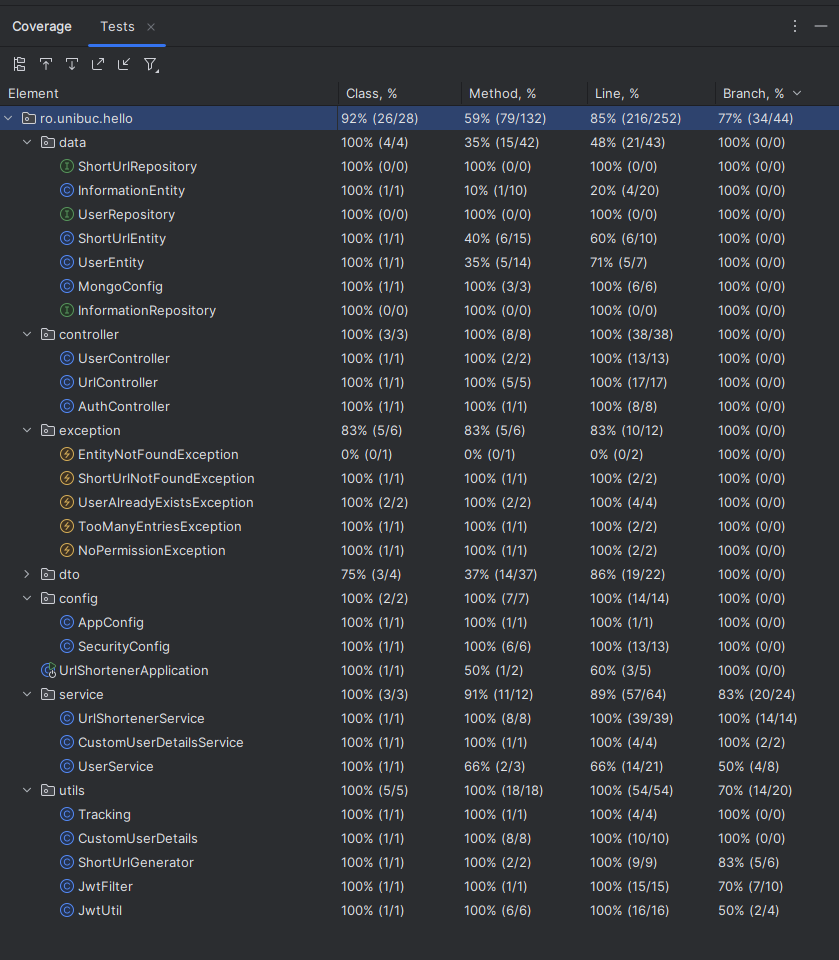 Coverage Tests
Element Class, % Method, % Line, % Branch, %
ro.unibuc.hello 92% (26/28) 59% (79/132) 85% (216/252) 77% (34/44)
data 100% (4/4) 35% (15/42) 48% (21/43) 100% (0/0)
ShortUrlRepository 100% (0/0) 100% (0/0) 100% (0/0) 100% (0/0)
InformationEntity 100% (1/1) 10% (1/10) 20% (4/20) 100% (0/0)
UserRepository 100% (0/0) 100% (0/0) 100% (0/0) 100% (0/0)
ShortUrlEntity 100% (1/1) 40% (6/15) 60% (6/10) 100% (0/0)
UserEntity 100% (1/1) 35% (5/14) 71% (5/7) 100% (0/0)
MongoConfig 100% (1/1) 100% (3/3) 100% (6/6) 100% (0/0)
InformationRepository 100% (0/0) 100% (0/0) 100% (0/0) 100% (0/0)
controller 100% (3/3) 100% (8/8) 100% (38/38) 100% (0/0)
UserController 100% (1/1) 100% (2/2) 100% (13/13) 100% (0/0)
UrlController 100% (1/1) 100% (5/5) 100% (17/17) 100% (0/0)
AuthController 100% (1/1) 100% (1/1) 100% (8/8) 100% (0/0)
exception 83% (5/6) 83% (5/6) 83% (10/12) 100% (0/0)
EntityNotFoundException 0% (0/1) 0% (0/1) 0% (0/2) 100% (0/0)
ShortUrlNotFoundException 100% (1/1) 100% (1/1) 100% (2/2) 100% (0/0)
UserAlreadyExistsException 100% (2/2) 100% (2/2) 100% (4/4) 100% (0/0)
TooManyEntriesException 100% (1/1) 100% (1/1) 100% (2/2) 100% (0/0)
NoPermissionException 100% (1/1) 100% (1/1) 100% (2/2) 100% (0/0)
dto 75% (3/4) 37% (14/37) 86% (19/22) 100% (0/0)
config 100% (2/2) 100% (7/7) 100% (14/14) 100% (0/0)
AppConfig 100% (1/1) 100% (1/1) 100% (1/1) 100% (0/0)
SecurityConfig 100% (1/1) 100% (6/6) 100% (13/13) 100% (0/0)
UrlShortenerApplication 100% (1/1) 50% (1/2) 60% (3/5) 100% (0/0)
service 100% (3/3) 91% (11/12) 89% (57/64) 83% (20/24)
UrlShortenerService 100% (1/1) 100% (8/8) 100% (39/39) 100% (14/14)
CustomUserDetailsService 100% (1/1) 100% (1/1) 100% (4/4) 100% (2/2)
UserService 100% (1/1) 66% (2/3) 66% (14/21) 50% (4/8)
utils 100% (5/5) 100% (18/18) 100% (54/54) 70% (14/20)
Tracking 100% (1/1) 100% (1/1) 100% (4/4) 100% (0/0)
CustomUserDetails 100% (1/1) 100% (8/8) 100% (10/10) 100% (0/0)
ShortUrlGenerator 100% (1/1) 100% (2/2) 100% (9/9) 83% (5/6)
JwtFilter 100% (1/1) 100% (1/1) 100% (15/15) 70% (7/10)
JwtUtil 100% (1/1) 100% (6/6) 100% (16/16) 50% (2/4)